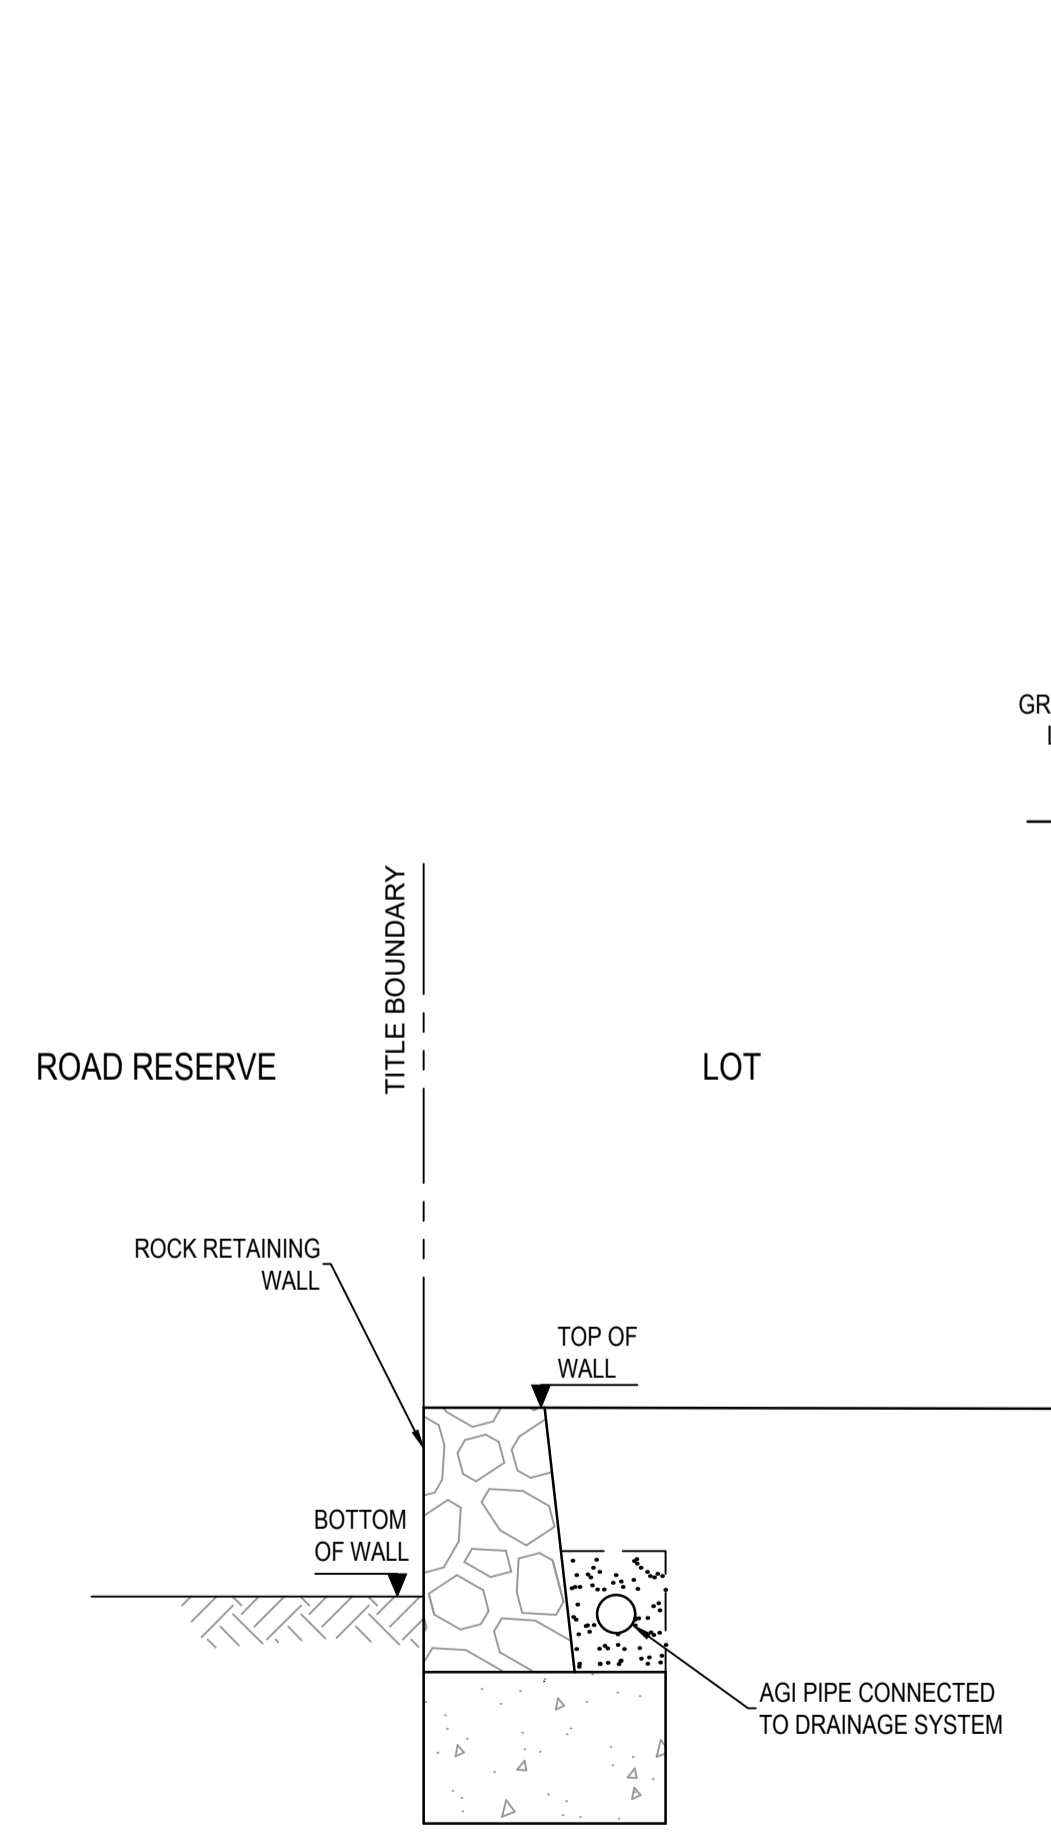 GR
TITLE BOUNDARY
ROAD RESERVE
LOT
ROCK RETAINING
WALL
TOP OF
WALL
BOTTOM
OF WALL
AGI PIPE CONNECTED
TO DRAINAGE SYSTEM